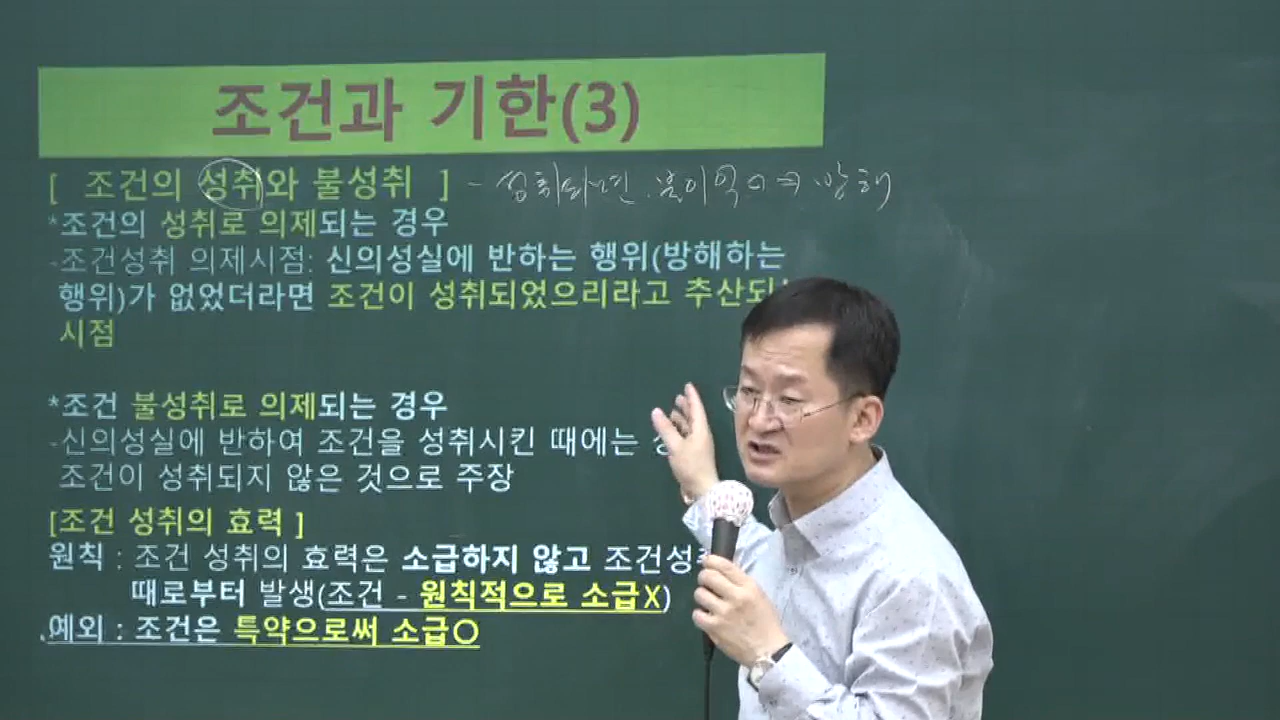 조건과 기한(3)
[ 조건의 성취와 불성취 ] - 성취되면 불이익 ⇒ 방해
*조건의 성취로 의제되는 경우
-조건성취 의제시점: 신의성실에 반하는 행위(방해하는
행위)가 없었더라면 조건이 성취되었으리라고 추산되
시점
*조건 불성취로 의제되는 경우
-신의성실에 반하여 조건을 성취시킨 때에는
조건이 성취되지 않은 것으로 주장
[조건 성취의 효력 ]
원칙 : 조건 성취의 효력은 소급하지 않고 조건성
때로부터 발생(조건 - 원칙적으로 소급X)
예외 : 조건은 특약으로써 소급O